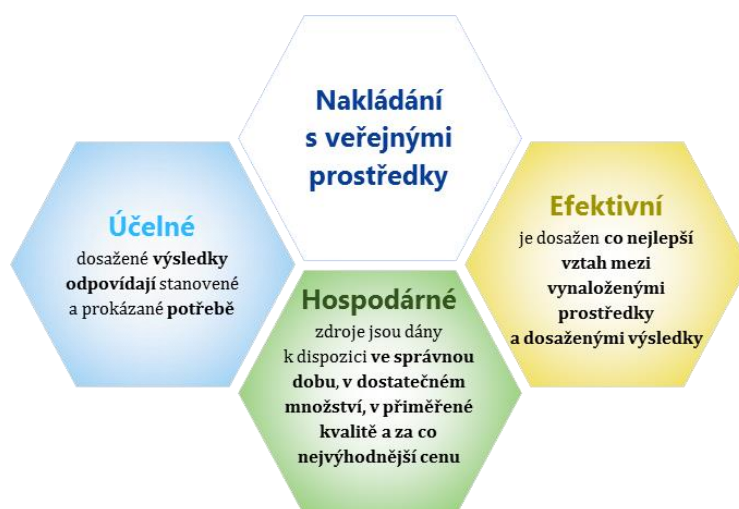 Nakládání
s veřejnými
prostředky
Účelné
dosažené výsledky
odpovídají stanovené
a prokázané potřebě
Hospodárné
zdroje jsou dány
k dispozici ve správnou
dobu, v dostatečném
množství, v přiměřené
kvalitě a za co
nejvýhodnější cenu
Efektivní
je dosažen co nejlepší
vztah mezi
vynaloženými
prostředky
a dosaženými výsledky